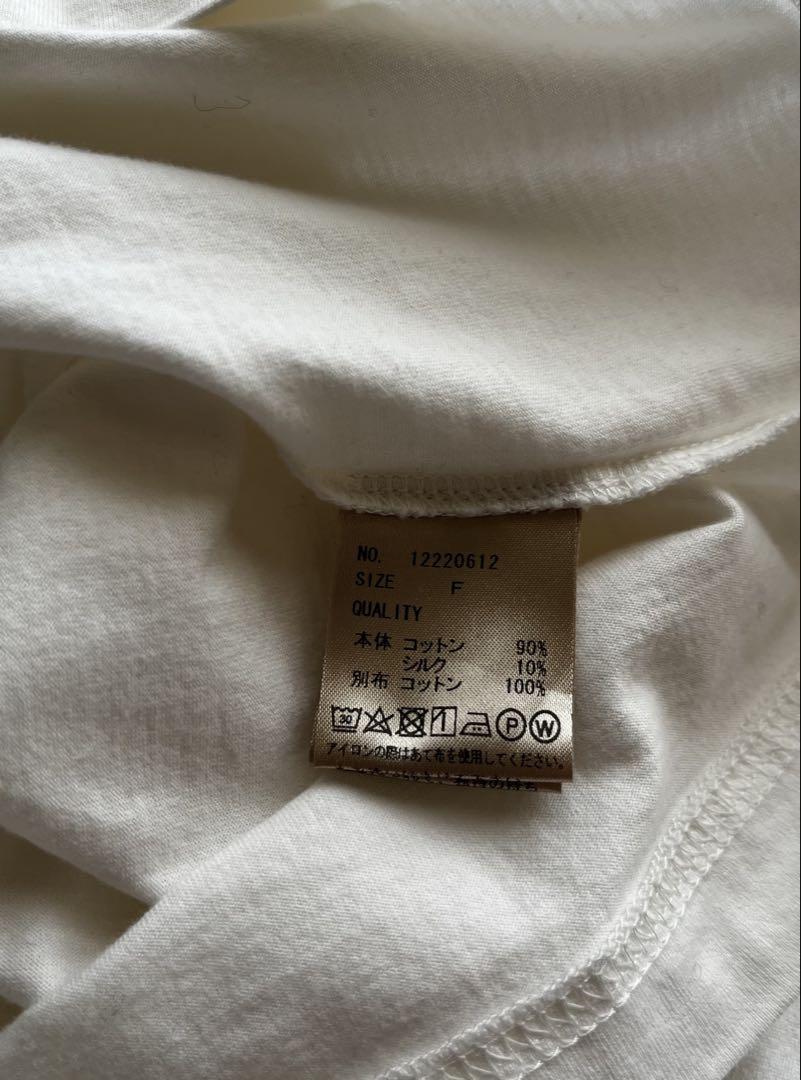 NO. 12220612
SIZE F
QUALITY
本体 コットン 90%
シルク 10%
別布 コットン 100%
30 P W
アイロンの際はあて布を使用してください。